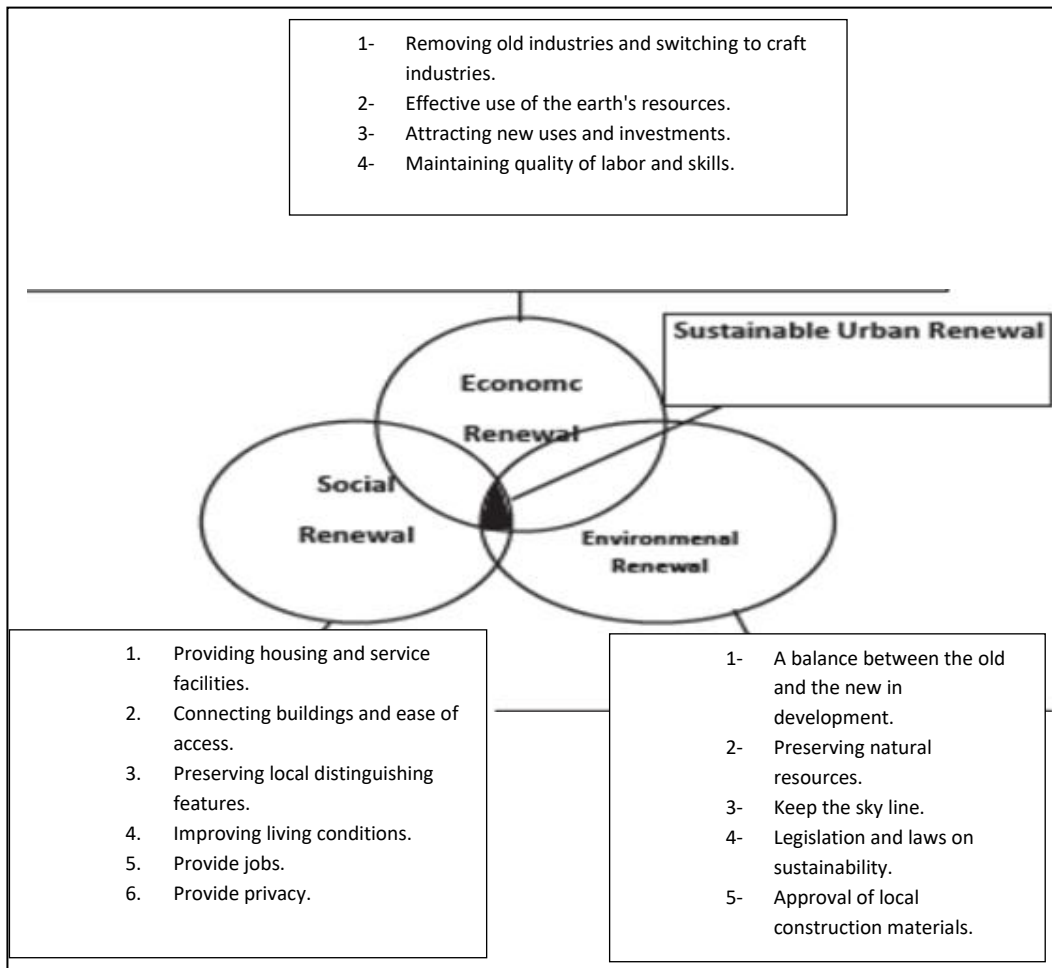 1- Removing old industries and switching to craft
industries.
2- Effective use of the earth's resources.
3- Attracting new uses and investments.
4- Maintaining quality of labor and skills.
Sustainable Urban Renewal
Economc
Renewal
Social
Renewal
Environmenal
Renewal
1. Providing housing and service
facilities.
2. Connecting buildings and ease of
access.
3. Preserving local distinguishing
features.
4. Improving living conditions.
5. Provide jobs.
6. Provide privacy.
1- A balance between the old
and the new in
development.
2- Preserving natural
resources.
3- Keep the sky line.
4- Legislation and laws on
sustainability.
5- Approval of local
construction materials.